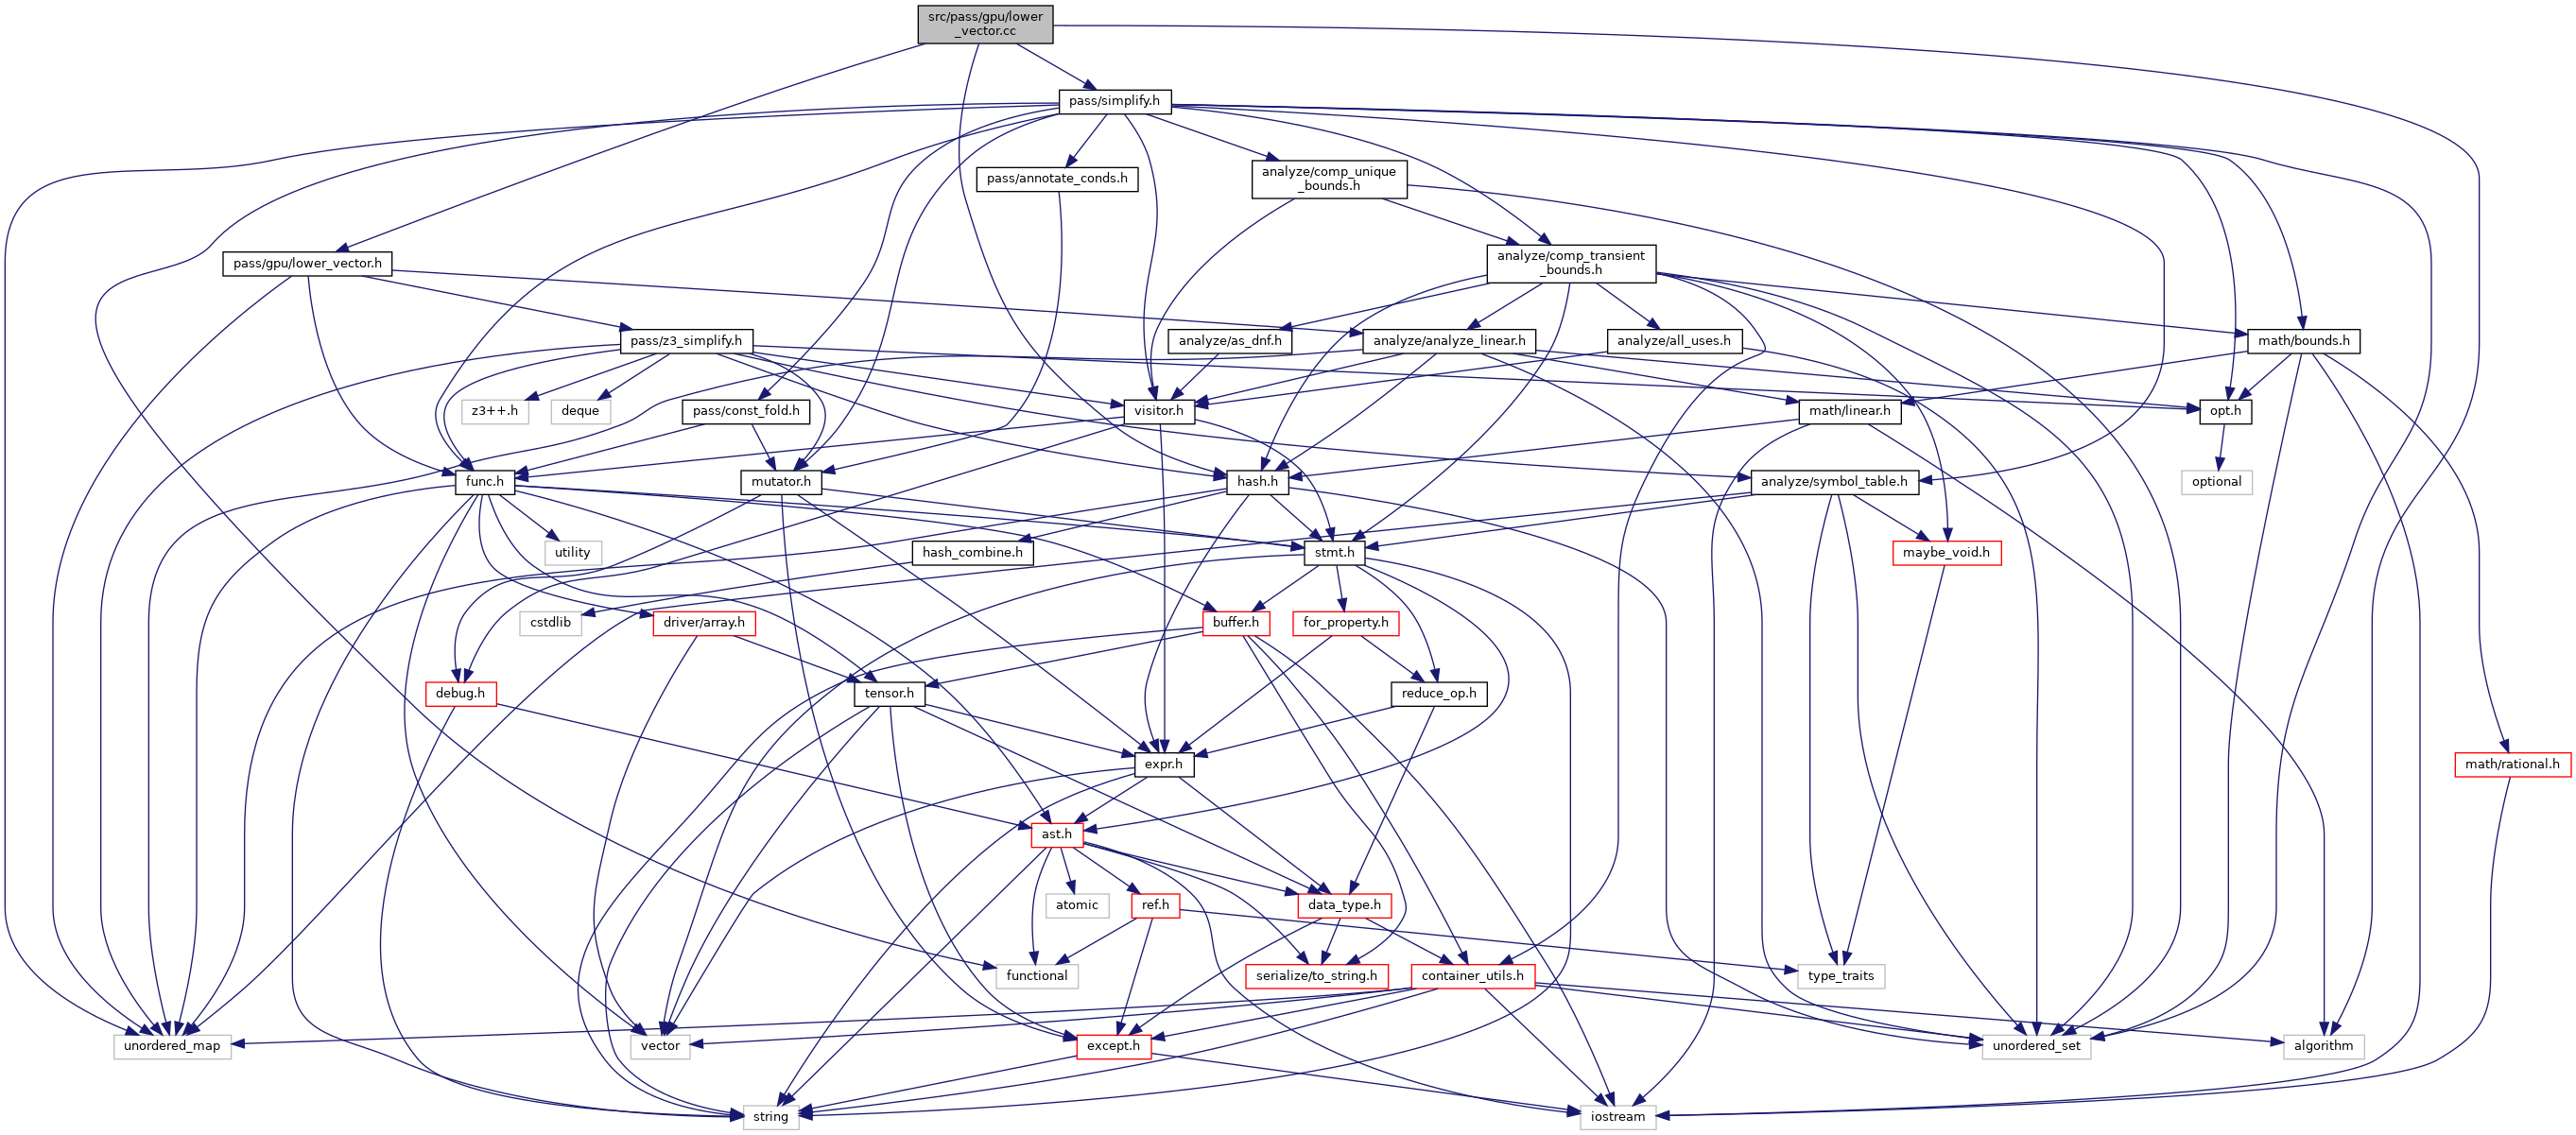 src/pass/gpu/lower
_vector.cc
pass/simplify.h
pass/annotate_conds.h
analyze/comp_unique
_bounds.h
pass/gpu/lower_vector.h
analyze/comp_transient
_bounds.h
pass/z3_simplify.h
analyze/as_dnf.h
analyze/analyze_linear.h
analyze/all_uses.h
math/bounds.h
z3++.h
deque
pass/const_fold.h
visitor.h
math/linear.h
opt.h
func.h
mutator.h
hash.h
analyze/symbol_table.h
optional
utility
hash_combine.h
stmt.h
maybe_void.h
cstdlib
driver/array.h
buffer.h
for_property.h
debug.h
tensor.h
reduce_op.h
expr.h
math/rational.h
ast.h
atomic
ref.h
data_type.h
functional
serialize/to_string.h
container_utils.h
type_traits
unordered_map
vector
except.h
unordered_set
algorithm
string
iostream